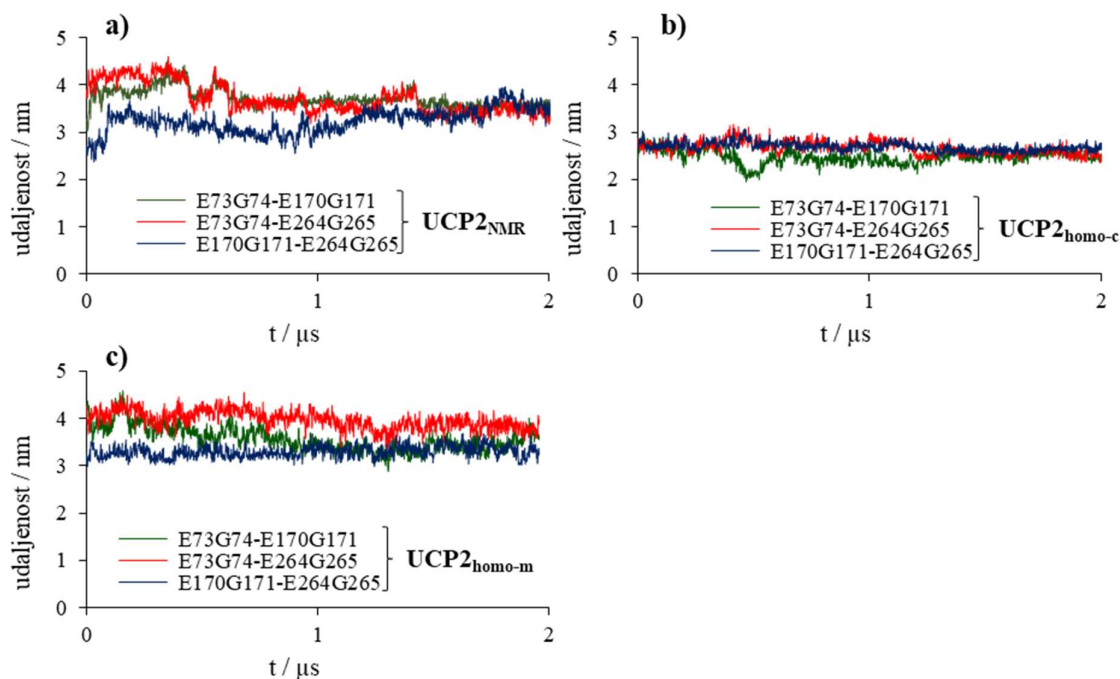 a)
5
4
3
2
1
0
udaljenost / nm
E73G74-E170G171
E73G74-E264G265
E170G171-E264G265
UCP2NMR
0
1
2
t / µs
b)
5
4
3
2
1
0
udaljenost / nm
E73G74-E170G171
E73G74-E264G265
E170G171-E264G265
UCP2homo-c
0
1
2
t / µs
c)
5
4
3
2
1
0
udaljenost / nm
E73G74-E170G171
E73G74-E264G265
E170G171-E264G265
UCP2homo-m
0
1
2
t / µs